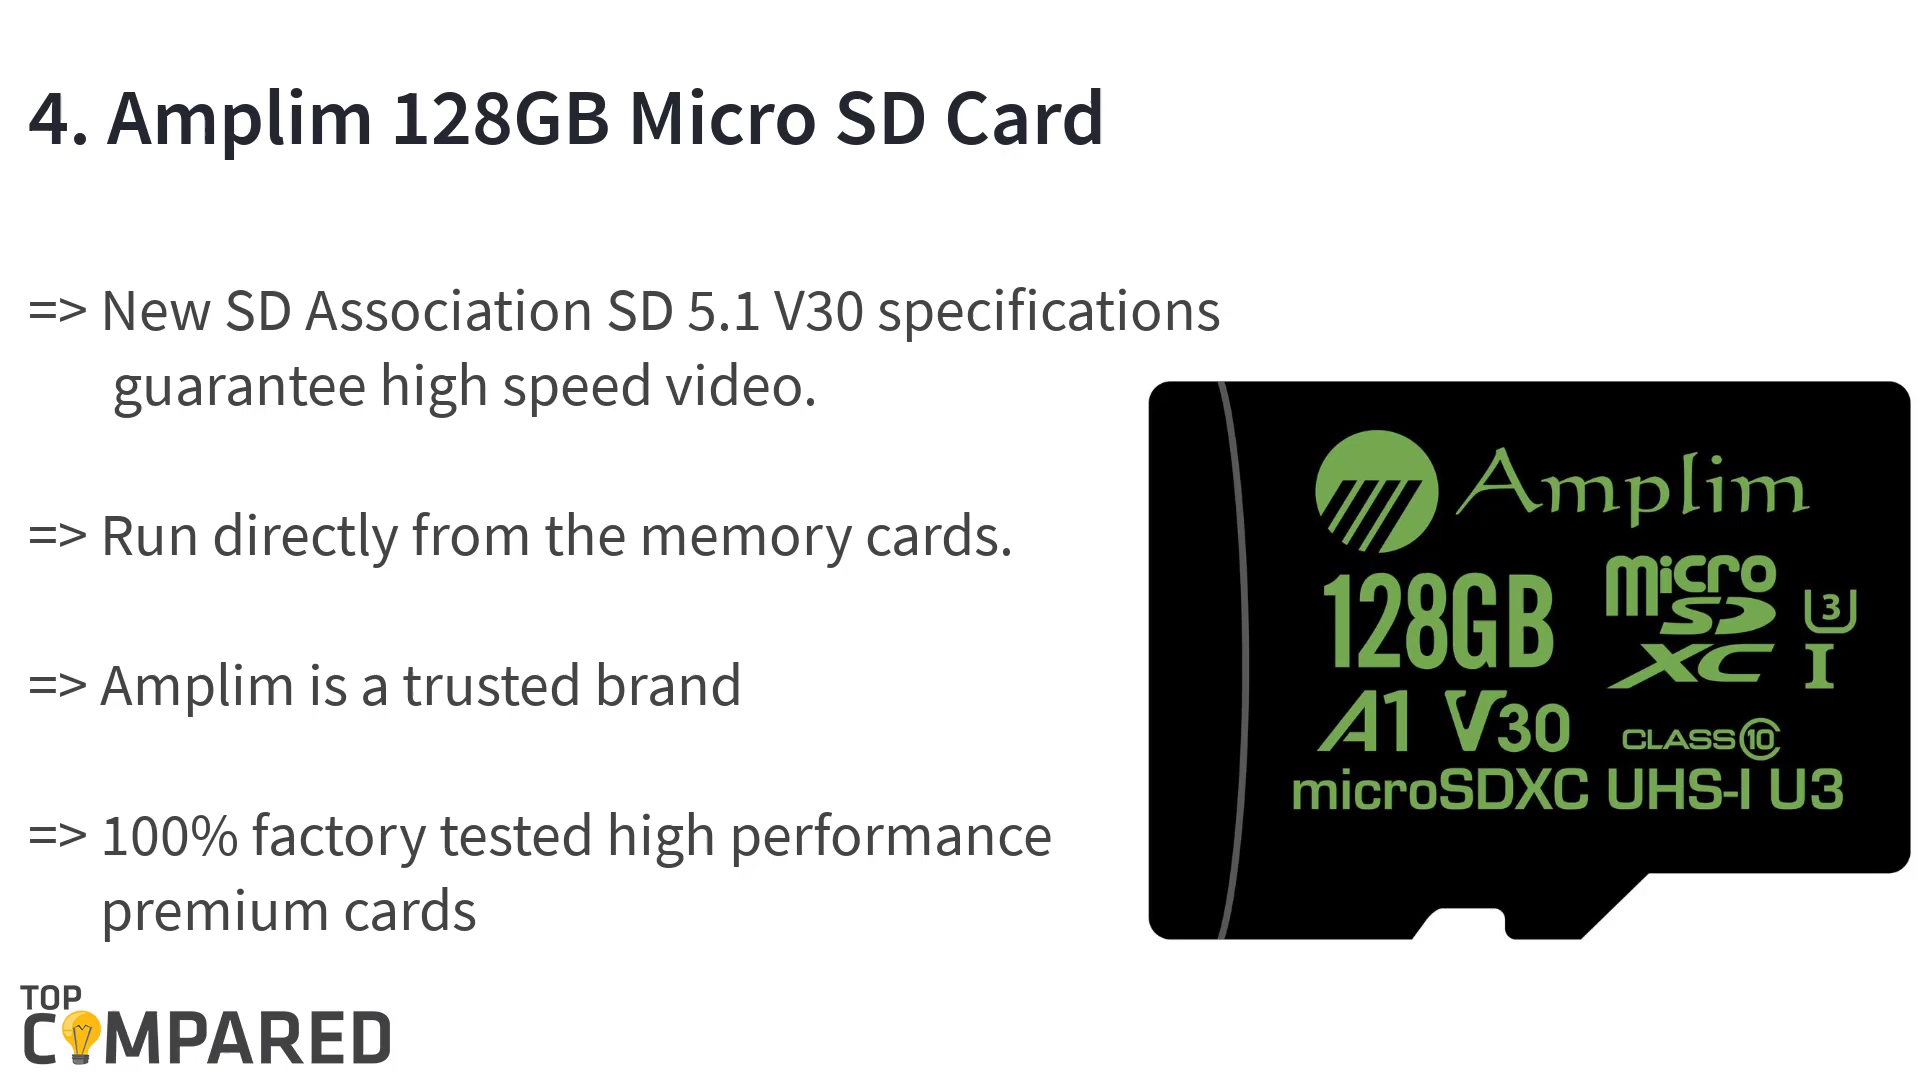 4. Amplim 128GB Micro SD Card
=> New SD Association SD 5.1 V30 specifications
guarantee high speed video.
=> Run directly from the memory cards.
=> Amplim is a trusted brand
=> 100% factory tested high performance
premium cards
Amplim
128GB
micro
SD
XC
3
I
A1 V30
CLASS 10
microSDXC UHS-I U3
TOP
COMPARED